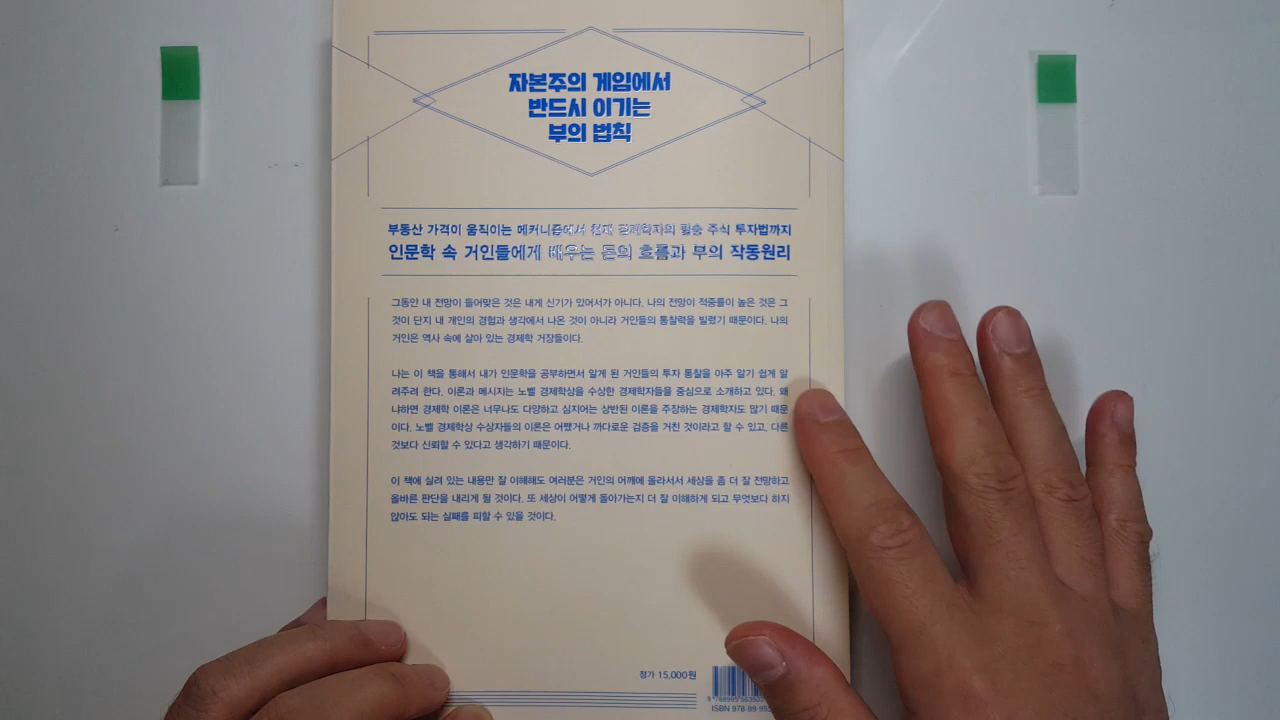 자본주의 게임에서
반드시 이기는
부의 법칙
부동산 가격이 움직이는 메커니즘에서 천재 경제학자의 필승 주식 투자법까지
인문학 속 거인들에게 배우는 돈의 흐름과 부의 작동원리
그동안 내 전망이 들어맞은 것은 내게 신기가 있어서가 아니다. 나의 전망이 적중률이 높은 것은 그
것이 단지 내 개인의 경험과 생각에서 나온 것이 아니라 거인들의 통찰력을 빌렸기 때문이다. 나의
거인은 역사 속에 살아 있는 경제학 거장들이다.
나는 이 책을 통해서 내가 인문학을 공부하면서 알게 된 거인들의 투자 통찰을 아주 알기 쉽게 알
려주려 한다. 이론과 메시지는 노벨 경제학상을 수상한 경제학자들을 중심으로 소개하고 있다. 왜
냐하면 경제학 이론은 너무나도 다양하고 심지어는 상반된 이론을 주장하는 경제학자도 많기 때문
이다. 노벨 경제학상 수상자들의 이론은 어쨌거나 까다로운 검증을 거친 것이라고 할 수 있고, 다른
것보다 신뢰할 수 있다고 생각하기 때문이다.
이 책에 실려 있는 내용만 잘 이해해도 여러분은 거인의 어깨에 올라서서 세상을 좀 더 잘 전망하고
올바른 판단을 내리게 될 것이다. 또 세상이 어떻게 돌아가는지 더 잘 이해하게 되고 무엇보다 하지
않아도 되는 실패를 피할 수 있을 것이다.
정가 15,000원
ISBN 978-89-95